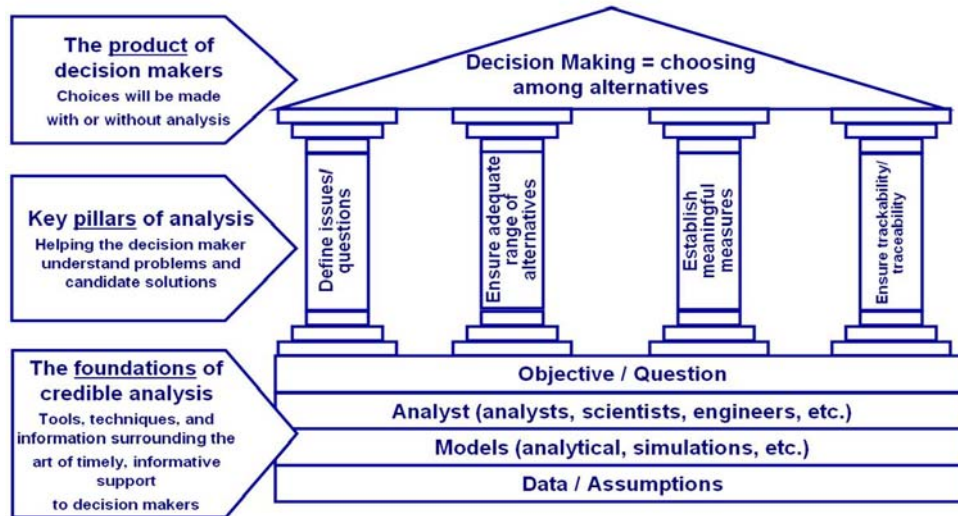 The product of
decision makers
Choices will be made
with or without analysis
Decision Making = choosing
among alternatives
Key pillars of analysis
Helping the decision maker
understand problems and
candidate solutions
Define issues/
questions
Ensure adequate
range of
alternatives
Establish
meaningful
measures
Ensure trackability/
traceability
The foundations of
credible analysis
Tools, techniques, and
information surrounding the
art of timely, informative
support
to decision makers
Objective / Question
Analyst (analysts, scientists, engineers, etc.)
Models (analytical, simulations, etc.)
Data / Assumptions